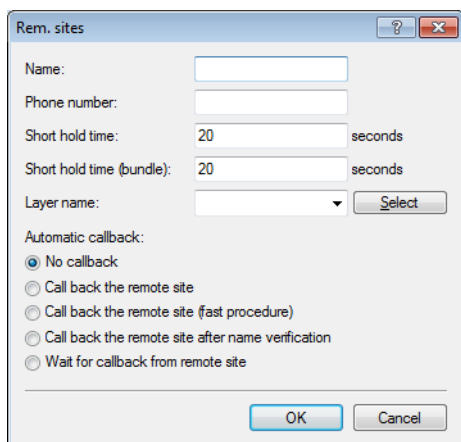 Rem. sites
Name:
Phone number:
Short hold time: 20 seconds
Short hold time (bundle): 20 seconds
Layer name: Select
Automatic callback:
No callback
Call back the remote site
Call back the remote site (fast procedure)
Call back the remote site after name verification
Wait for callback from remote site
OK Cancel